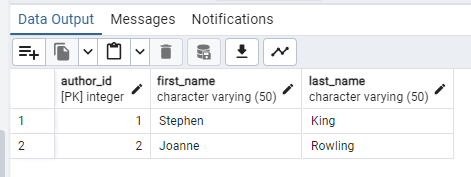 Data Output Messages Notifications
author_id first_name last_name
[PK] integer character varying (50) character varying (50)
1 1 Stephen King
2 2 Joanne Rowling